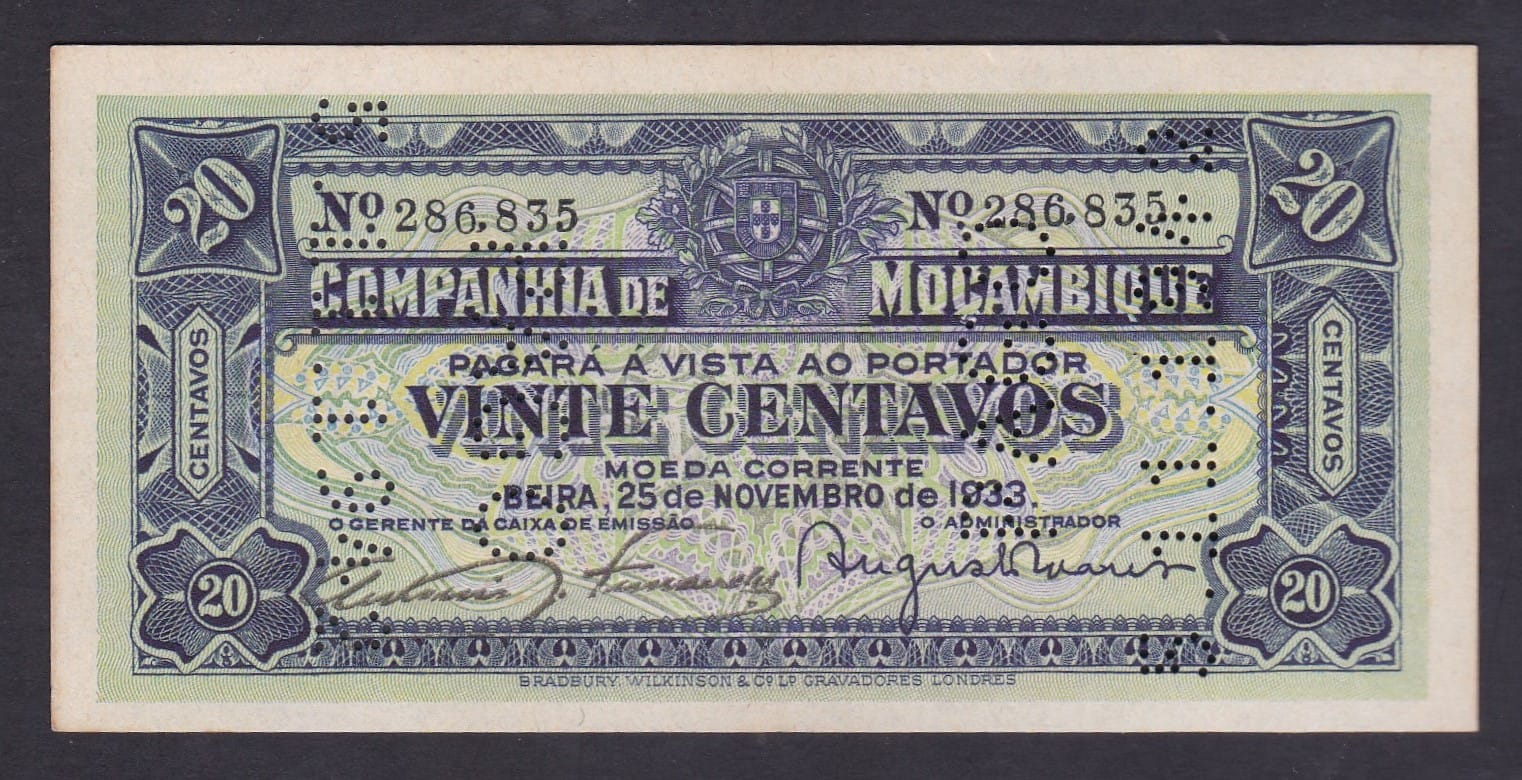 20 20
Nº 286,835 Nº 286,835
COMPANHIA DE MOÇAMBIQUE
PAGARÁ Á VISTA AO PORTADOR
VINTE CENTAVOS
CENTAVOS CENTAVOS
MOEDA CORRENTE
BEIRA, 25 de NOVEMBRO de 1933.
O GERENTE DA CAIXA DE EMISSÃO O ADMINISTRADOR
20 20
BRADBURY, WILKINSON & Cº Lᴰ GRAVADORES LONDRES